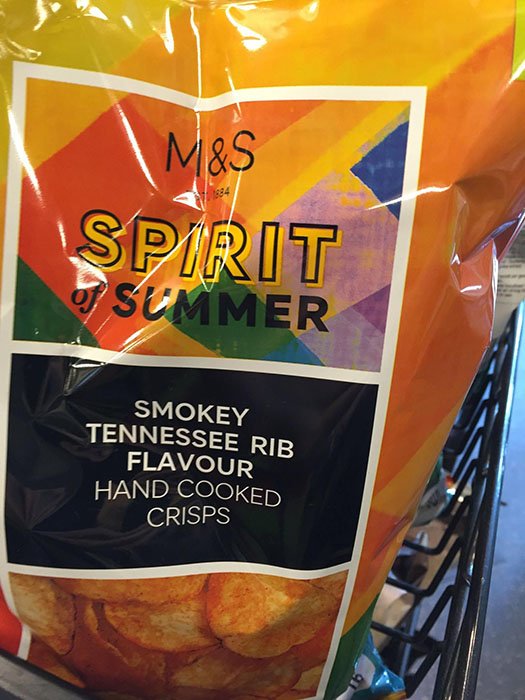 M&S
EST. 1884
SPIRIT
of SUMMER
SMOKEY
TENNESSEE RIB
FLAVOUR
HAND COOKED
CRISPS